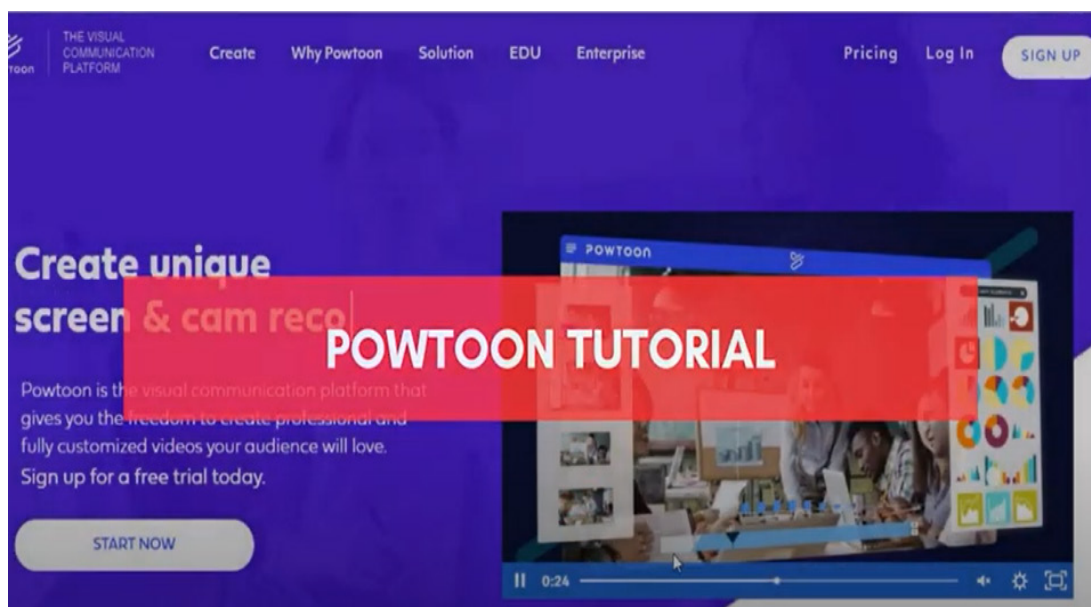 THE VISUAL
COMMUNICATION
PLATFORM
toon
Create Why Powtoon Solution EDU Enterprise
Pricing Log In SIGN UP
Create unique
screen & cam reco
POWTOON TUTORIAL
Powtoon is the visual communication platform that
gives you the freedom to create professional and
fully customized videos your audience will love.
Sign up for a free trial today.
START NOW
POWTOON
0:24